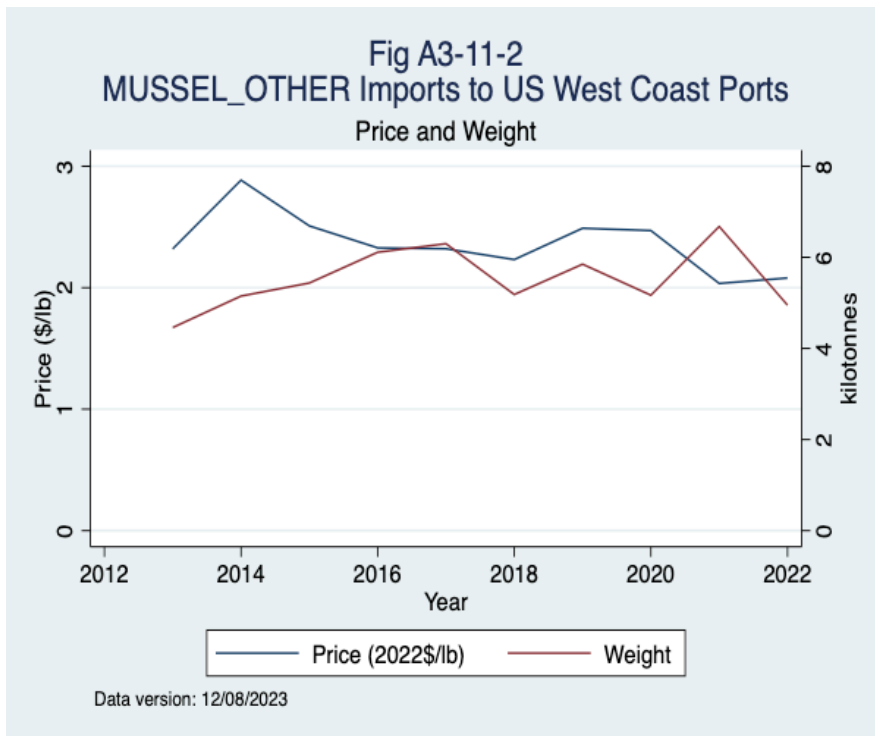 Fig A3-11-2
MUSSEL_OTHER Imports to US West Coast Ports
Price and Weight
3
2
1
0
Price ($/lb)
8
6
4
2
0
kilotonnes
2012 2014 2016 2018 2020 2022
Year
Price (2022$/lb) Weight
Data version: 12/08/2023